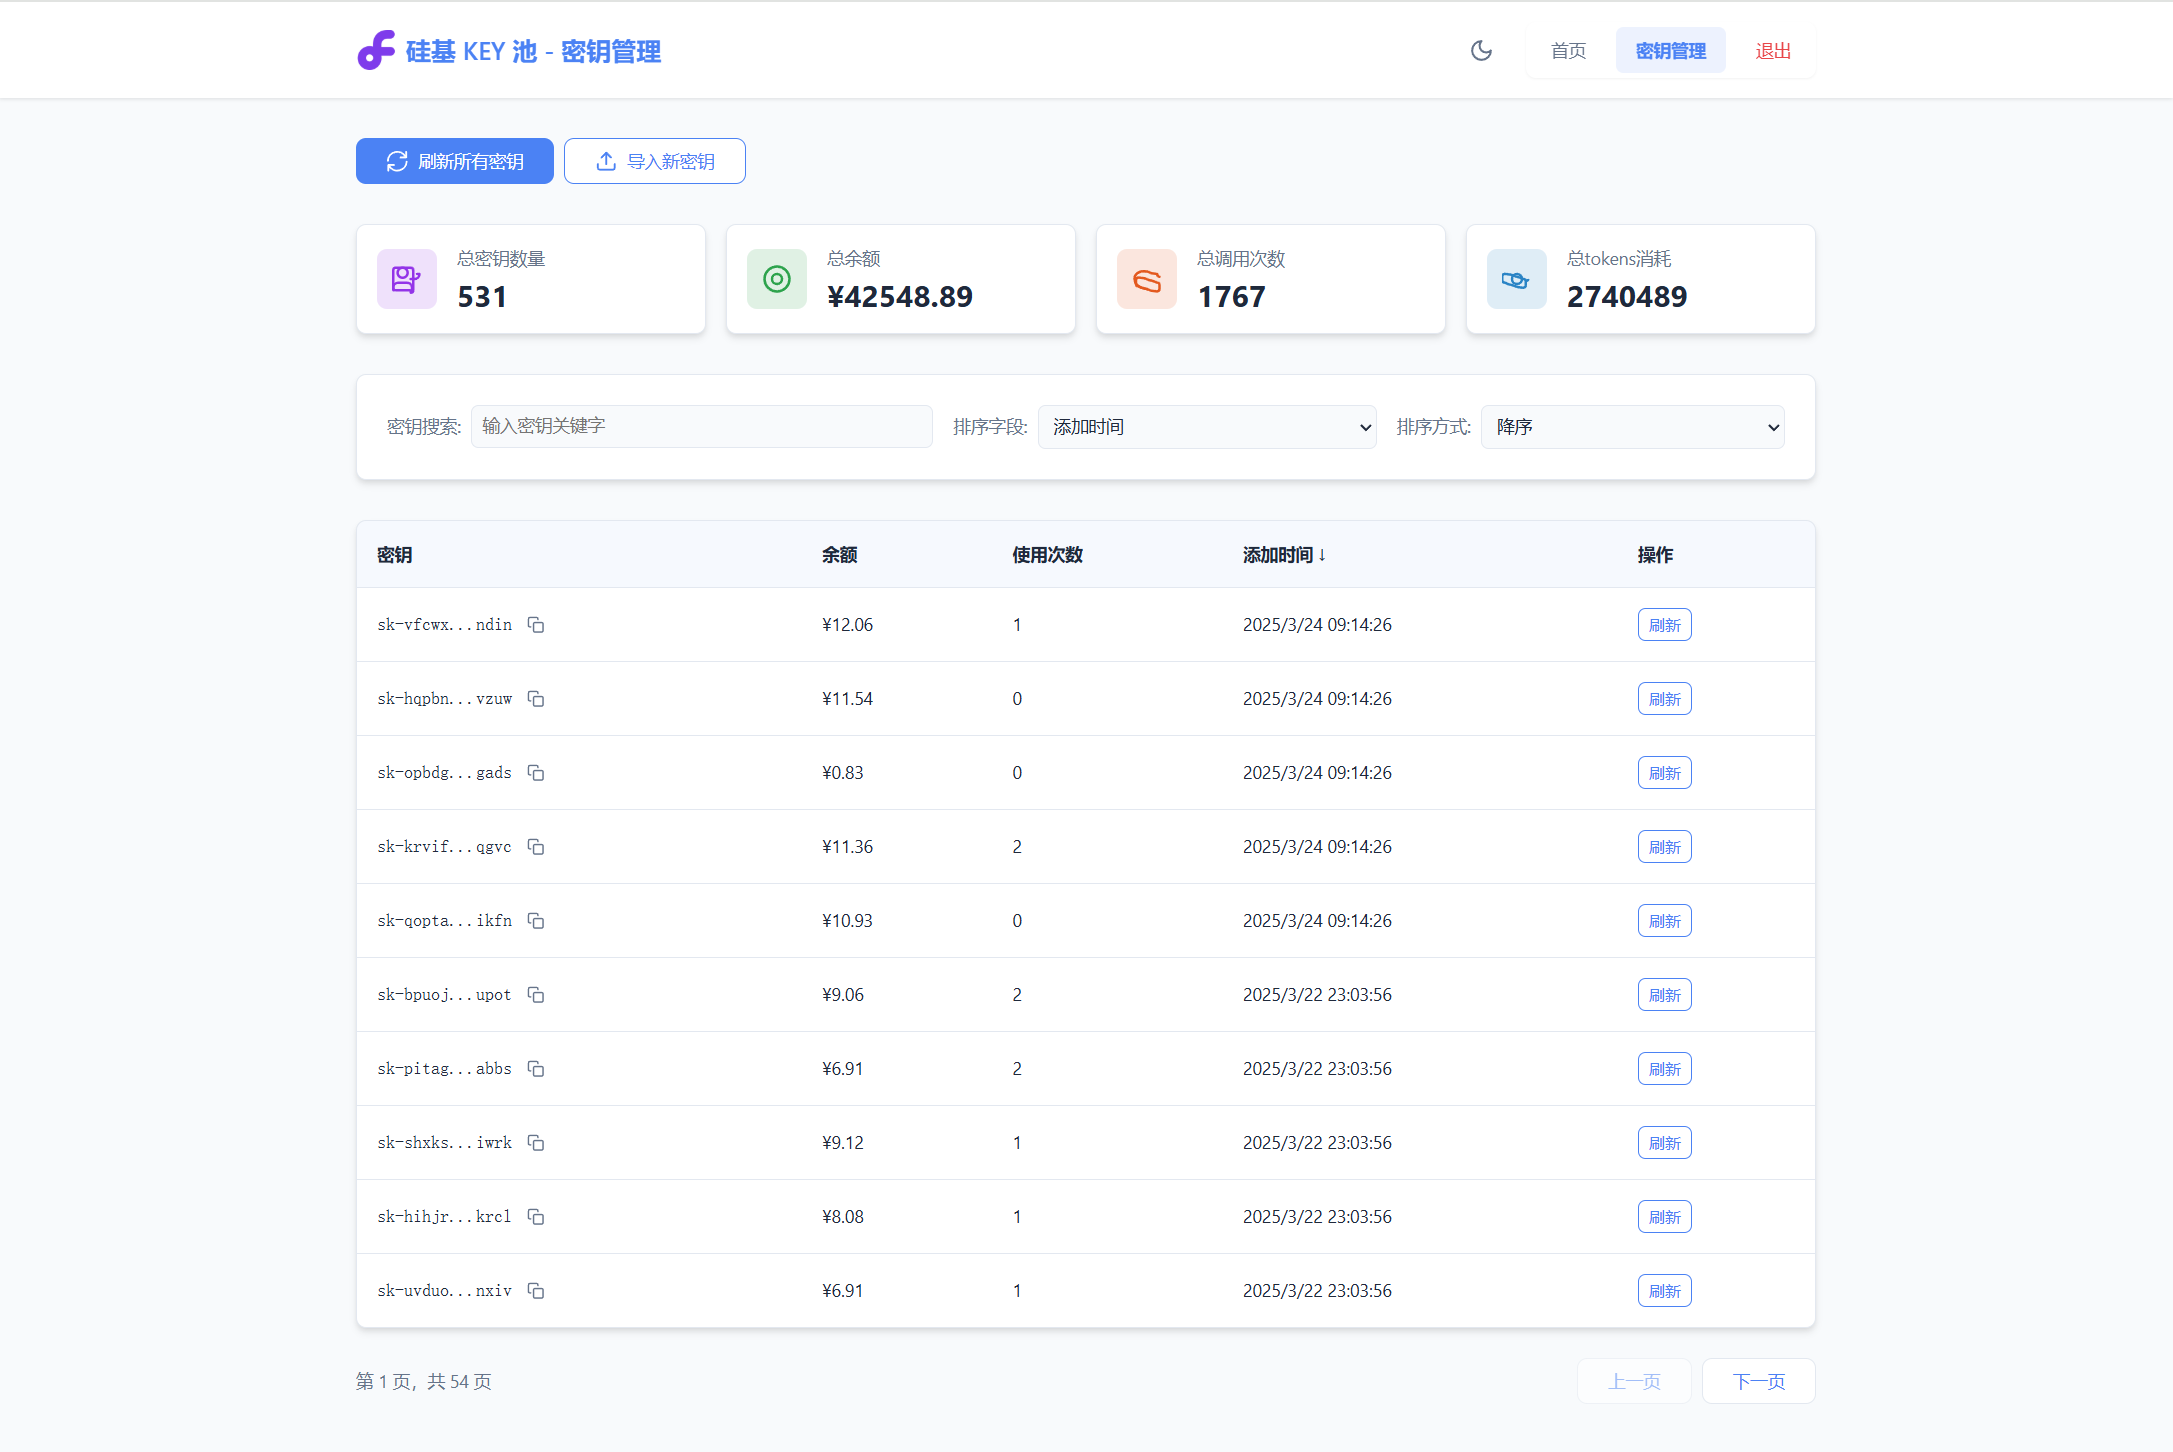 硅基 KEY 池 - 密钥管理
首页 密钥管理 退出
刷新所有密钥 导入新密钥
总密钥数量 总余额 总调用次数 总tokens消耗
531 ¥42548.89 1767 2740489
密钥搜索: 输入密钥关键字 排序字段: 添加时间 排序方式: 降序
密钥 余额 使用次数 添加时间 ↓ 操作
sk-vfcwx...ndin ¥12.06 1 2025/3/24 09:14:26 刷新
sk-hqpbn...vzuw ¥11.54 0 2025/3/24 09:14:26 刷新
sk-opbdg...gads ¥0.83 0 2025/3/24 09:14:26 刷新
sk-krvif...qgvc ¥11.36 2 2025/3/24 09:14:26 刷新
sk-qopta...ikfn ¥10.93 0 2025/3/24 09:14:26 刷新
sk-bpuoj...upot ¥9.06 2 2025/3/22 23:03:56 刷新
sk-pitag...abbs ¥6.91 2 2025/3/22 23:03:56 刷新
sk-shxks...iwrk ¥9.12 1 2025/3/22 23:03:56 刷新
sk-hihjr...krcl ¥8.08 1 2025/3/22 23:03:56 刷新
sk-uvduo...nxiv ¥6.91 1 2025/3/22 23:03:56 刷新
第 1 页，共 54 页 上一页 下一页